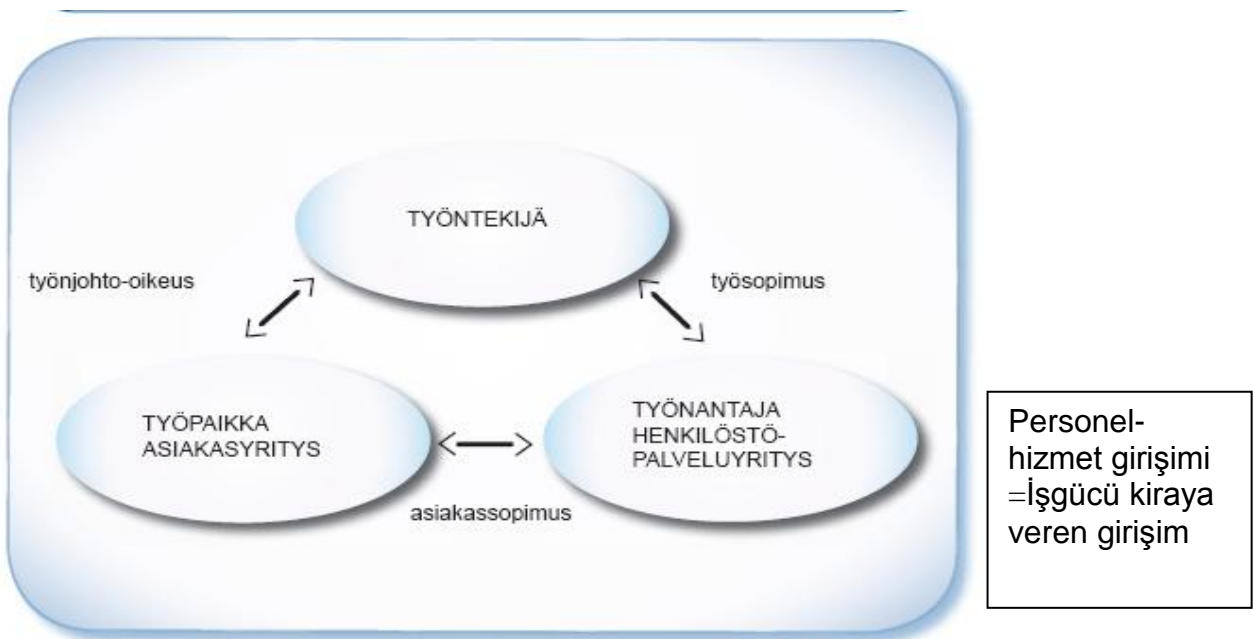 TYÖNTEKIJÄ
työnjohto-oikeus
työsopimus
TYÖPAIKKA
ASIAKASYRITYS
TYÖNANTAJA
HENKILÖSTÖ-
PALVELUYRITYS
asiakassopimus
Personel-
hizmet girişimi
=İşgücü kiraya
veren girişim